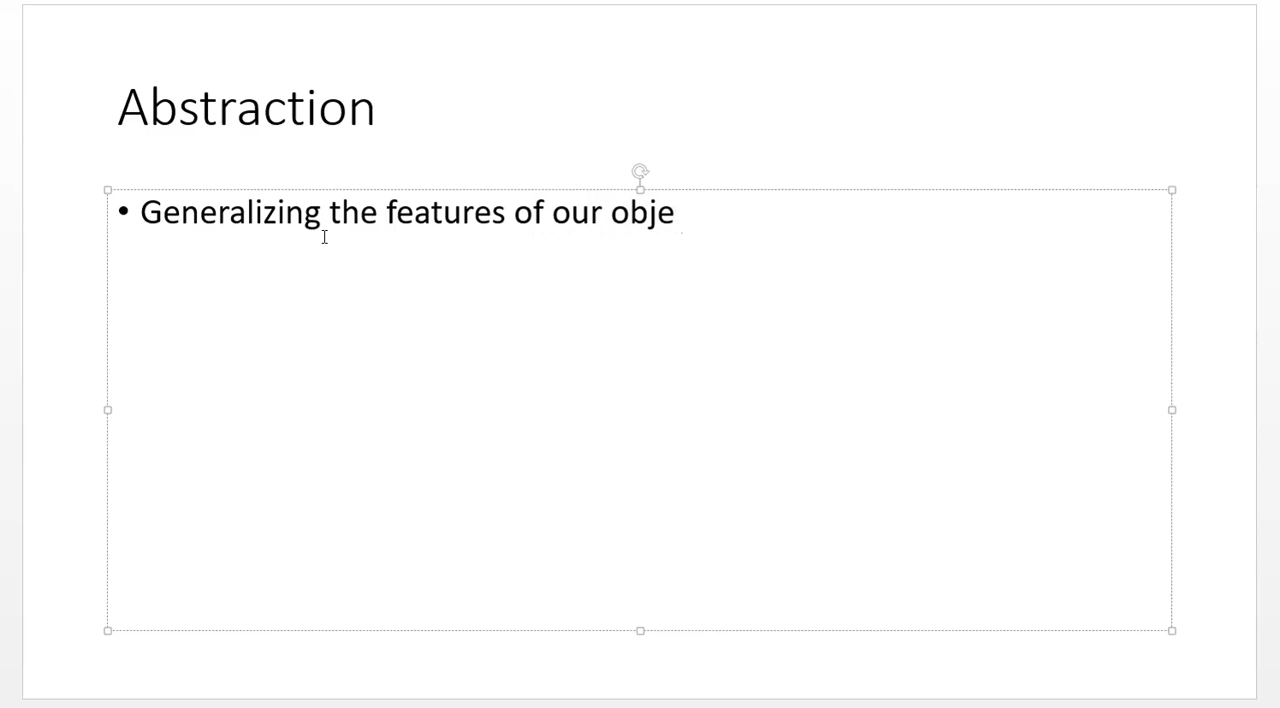 Abstraction
• Generalizing the features of our obje